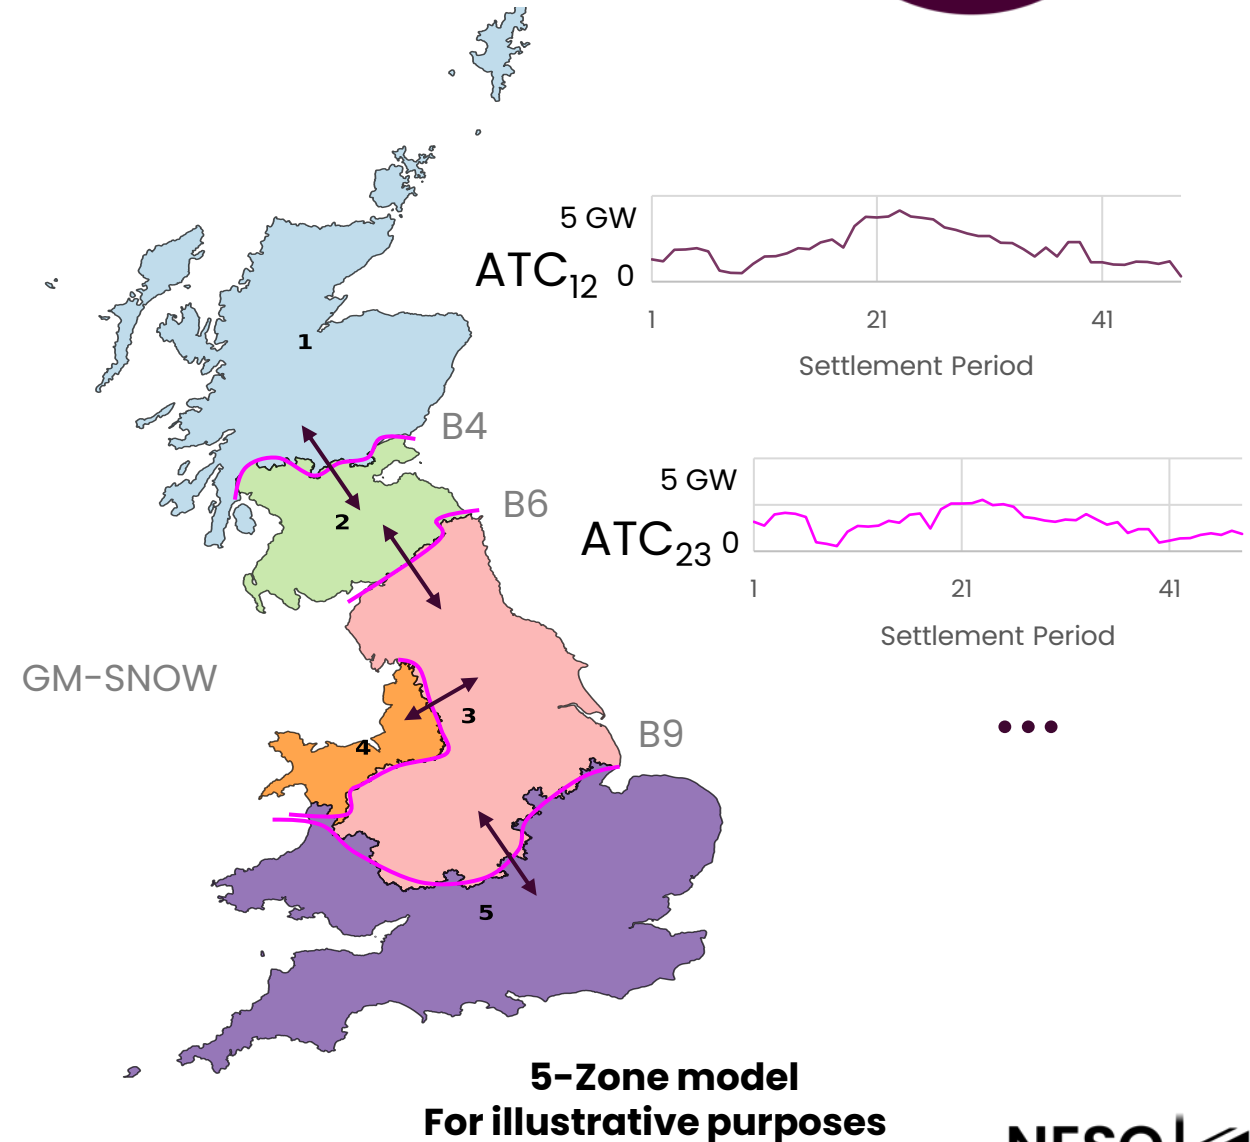 5 GW
ATC12 0
1 21 41
Settlement Period
1
B4
5 GW
B6
2
ATC23 0
1 21 41
Settlement Period
GM-SNOW
3
B9
4
5
5-Zone model
For illustrative purposes
NESO